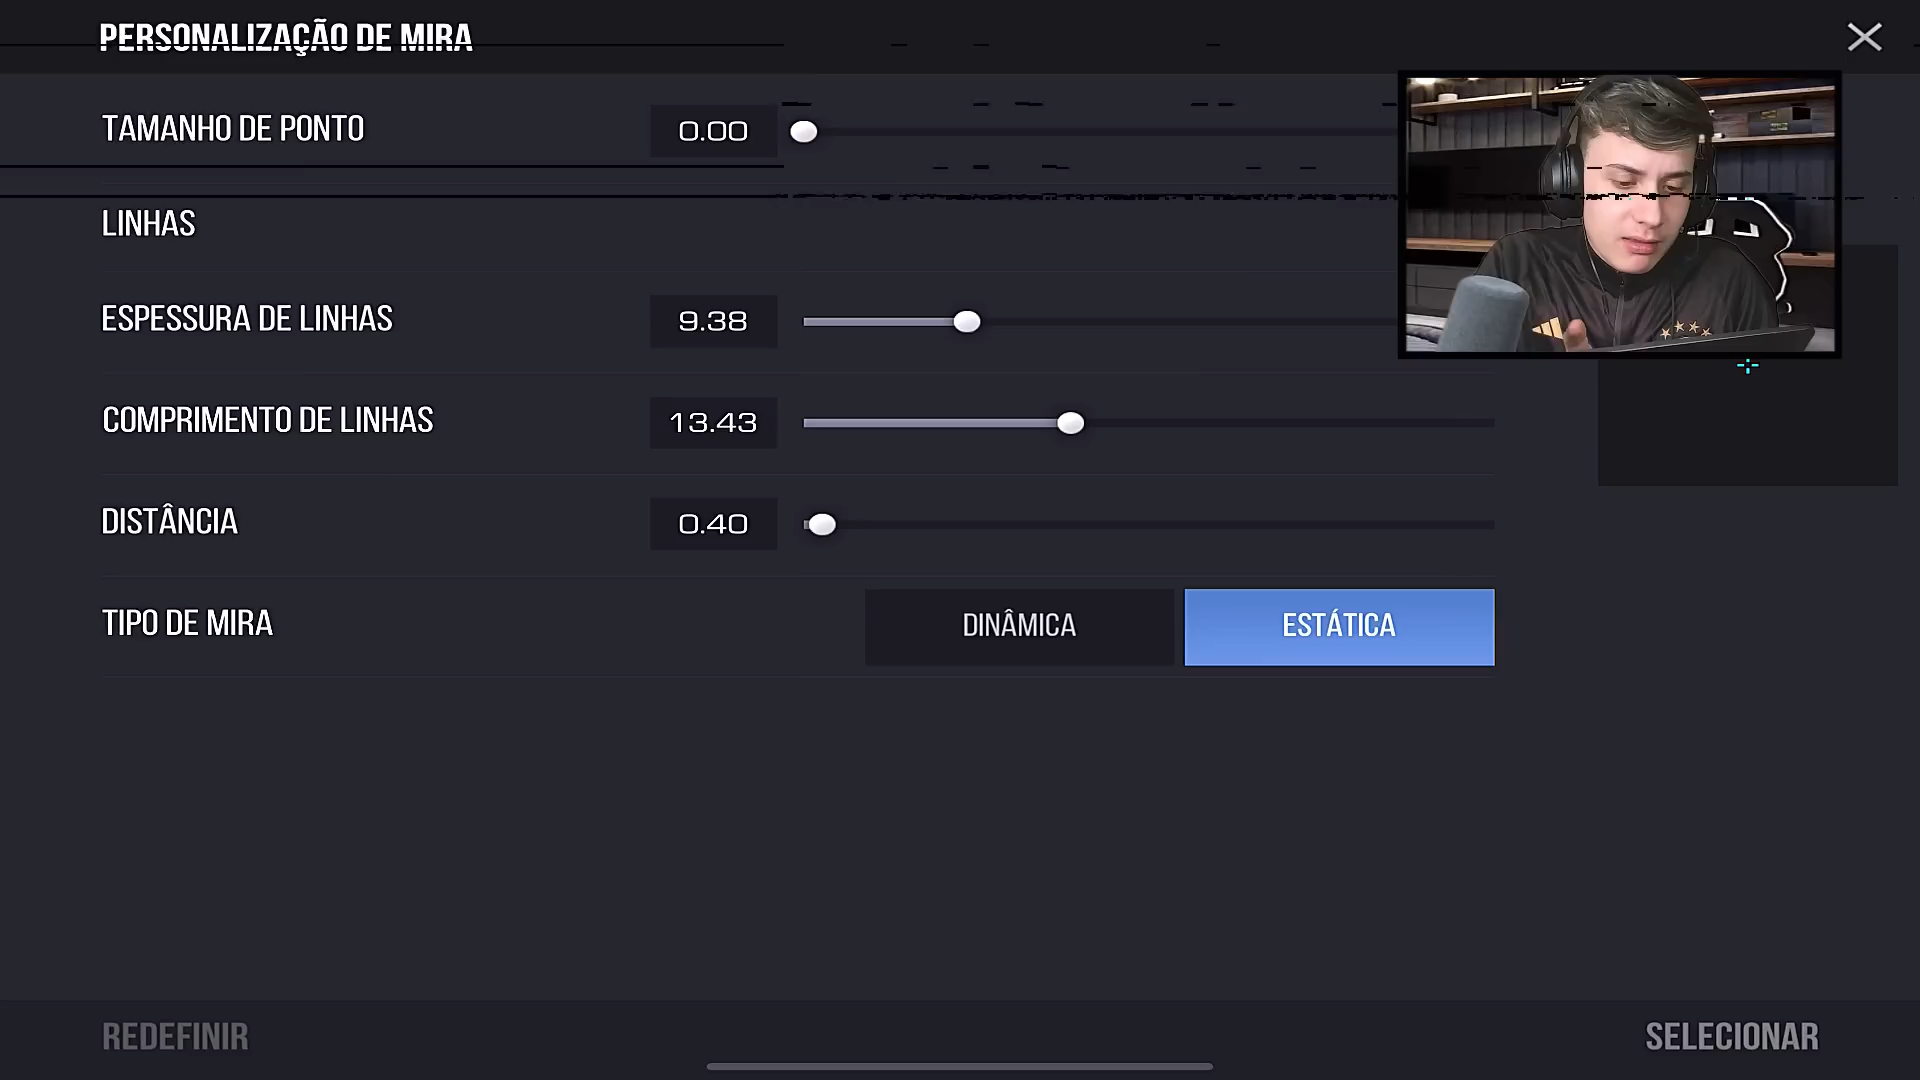 PERSONALIZAÇÃO DE MIRA
TAMANHO DE PONTO 0.00
LINHAS
ESPESSURA DE LINHAS 9.38
COMPRIMENTO DE LINHAS 13.43
DISTÂNCIA 0.40
TIPO DE MIRA DINÂMICA ESTÁTICA
REDEFINIR SELECIONAR